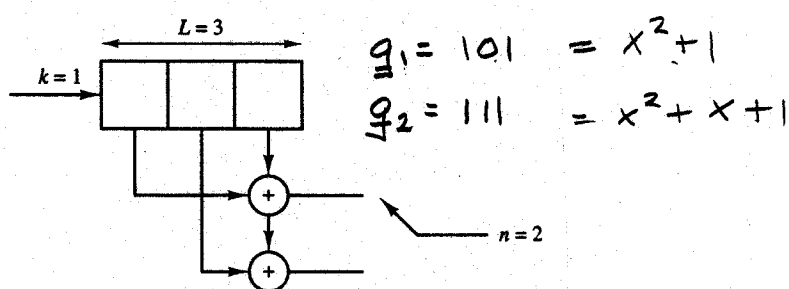 L = 3
k = 1
g₁ = 101 = x² + 1
g₂ = 111 = x² + x + 1
+
n = 2
+